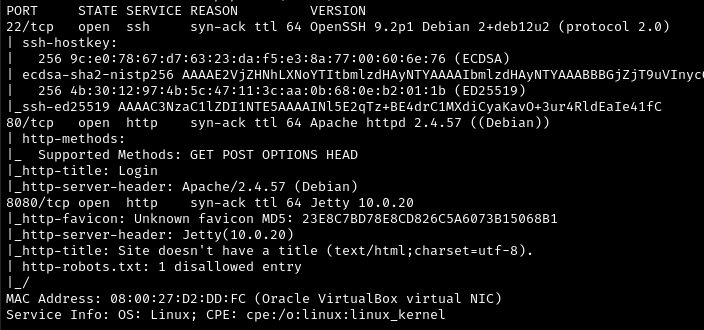 PORT     STATE SERVICE REASON         VERSION
22/tcp   open  ssh     syn-ack ttl 64 OpenSSH 9.2p1 Debian 2+deb12u2 (protocol 2.0)
| ssh-hostkey:
|   256 9c:e0:78:67:d7:63:23:da:f5:e3:8a:77:00:60:6e:76 (ECDSA)
| ecdsa-sha2-nistp256 AAAAE2VjZHNhLXNoYTItbmlzdHAyNTYAAAAIbmlzdHAyNTYAAABBBGjZjT9uVInyc
|   256 4b:30:12:97:4b:5c:47:11:3c:aa:0b:68:0e:b2:01:1b (ED25519)
|_ssh-ed25519 AAAAC3NzaC1lZDI1NTE5AAAAINl5E2qTz+BE4drC1MXdiCyaKavO+3ur4RldEaIe41fC
80/tcp   open  http    syn-ack ttl 64 Apache httpd 2.4.57 ((Debian))
| http-methods:
|_  Supported Methods: GET POST OPTIONS HEAD
|_http-title: Login
|_http-server-header: Apache/2.4.57 (Debian)
8080/tcp open  http    syn-ack ttl 64 Jetty 10.0.20
|_http-favicon: Unknown favicon MD5: 23E8C7BD78E8CD826C5A6073B15068B1
|_http-server-header: Jetty(10.0.20)
|_http-title: Site doesn't have a title (text/html;charset=utf-8).
| http-robots.txt: 1 disallowed entry
|_/
MAC Address: 08:00:27:D2:DD:FC (Oracle VirtualBox virtual NIC)
Service Info: OS: Linux; CPE: cpe:/o:linux:linux_kernel